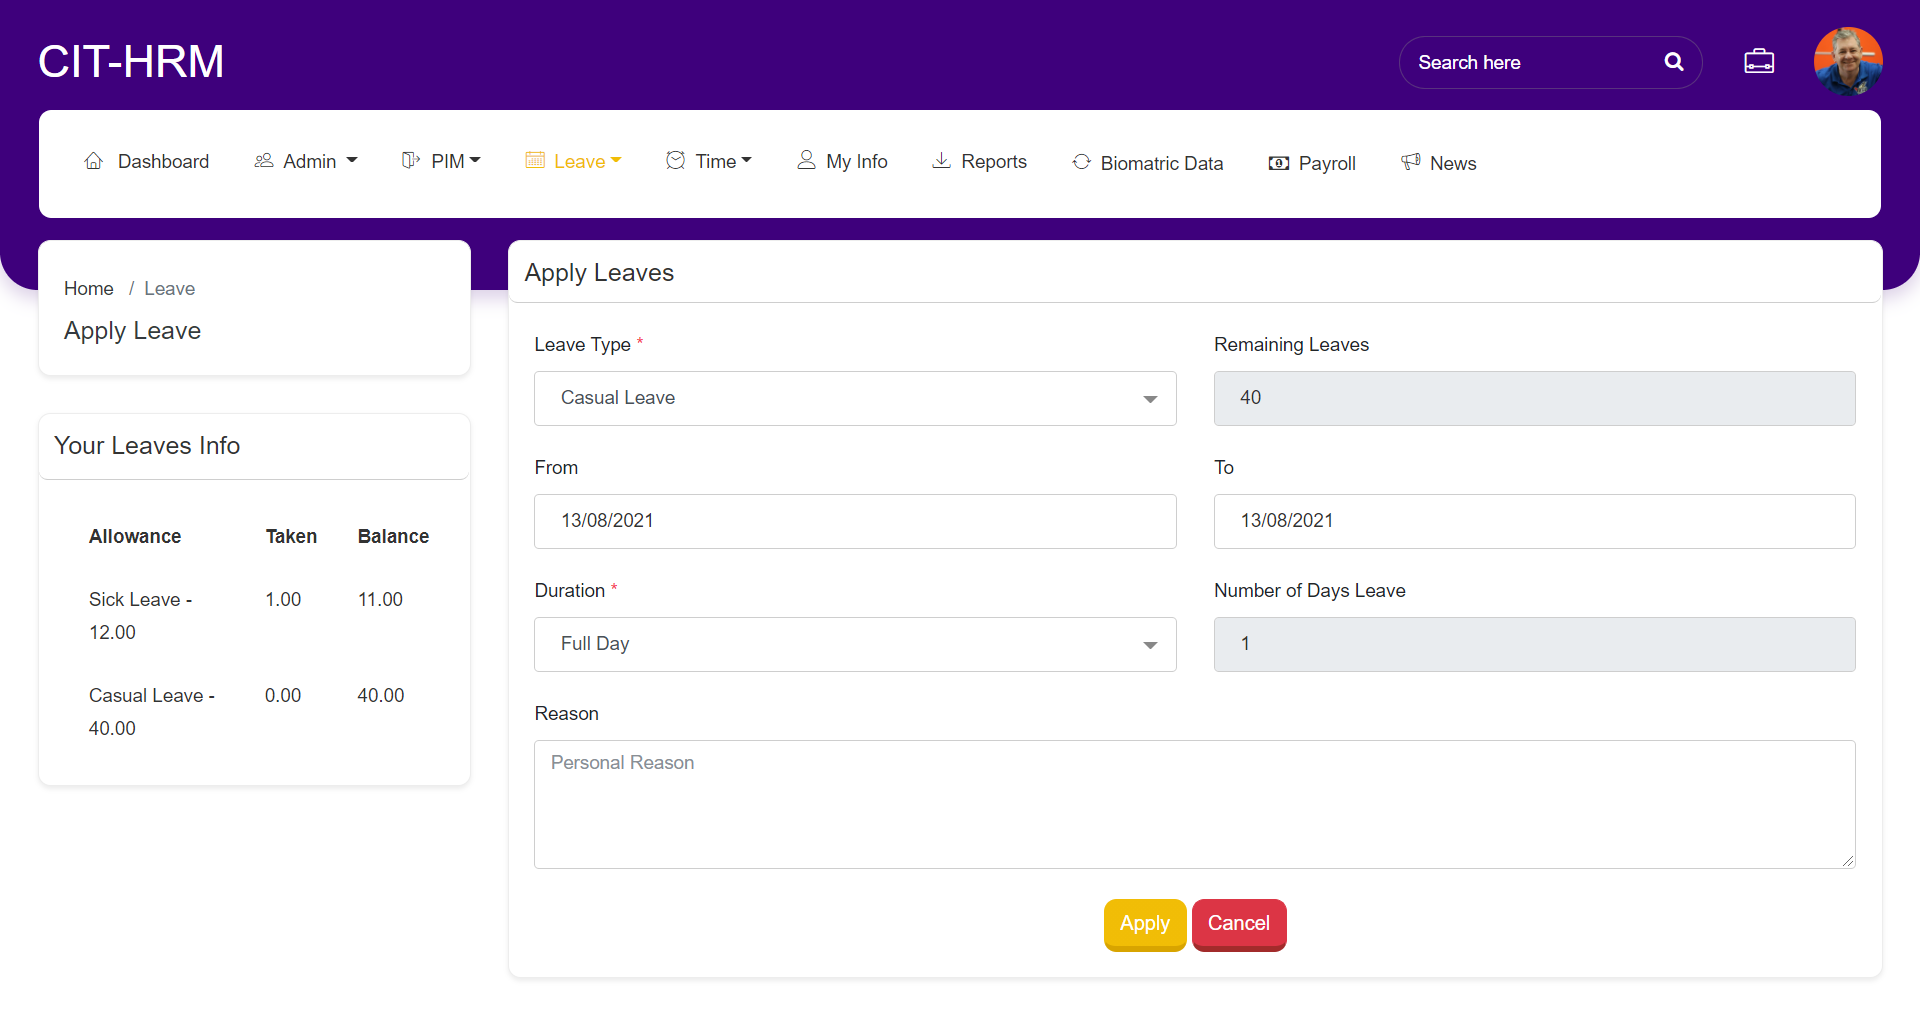 CIT-HRM
Search here
Dashboard
Admin
PIM
Leave
Time
My Info
Reports
Biomatric Data
Payroll
News
Home / Leave
Apply Leave
Your Leaves Info
Allowance Taken Balance
Sick Leave - 1.00 11.00
12.00
Casual Leave - 0.00 40.00
40.00
Apply Leaves
Leave Type *
Casual Leave
Remaining Leaves
40
From
13/08/2021
To
13/08/2021
Duration *
Full Day
Number of Days Leave
1
Reason
Personal Reason
Apply
Cancel